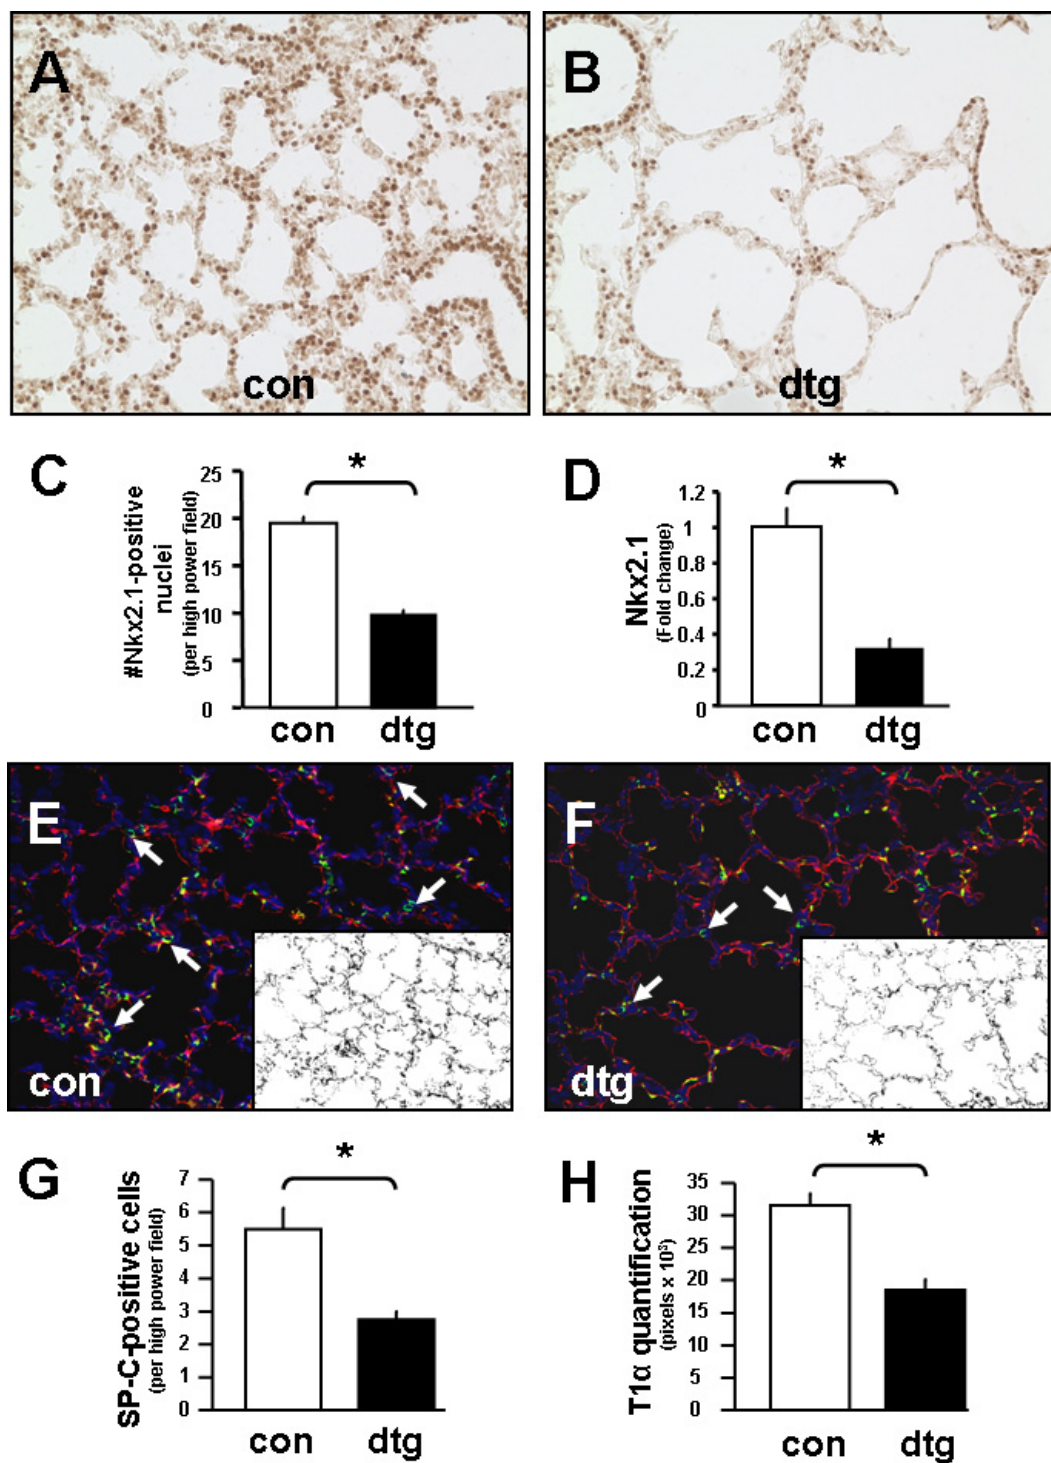 A
B
con
dtg
C
#Nkx2.1-positive
nuclei
(per high power field)
25
20
15
10
5
0
*
con
dtg
D
Nkx2.1
(Fold change)
1.2
1
0.8
0.6
0.4
0.2
0
*
con
dtg
E
con
F
dtg
G
SP-C-positive cells
(per high power field)
7
6
5
4
3
2
1
0
*
con
dtg
H
T1α quantification
(pixels x 10³)
35
30
25
20
15
10
5
0
*
con
dtg